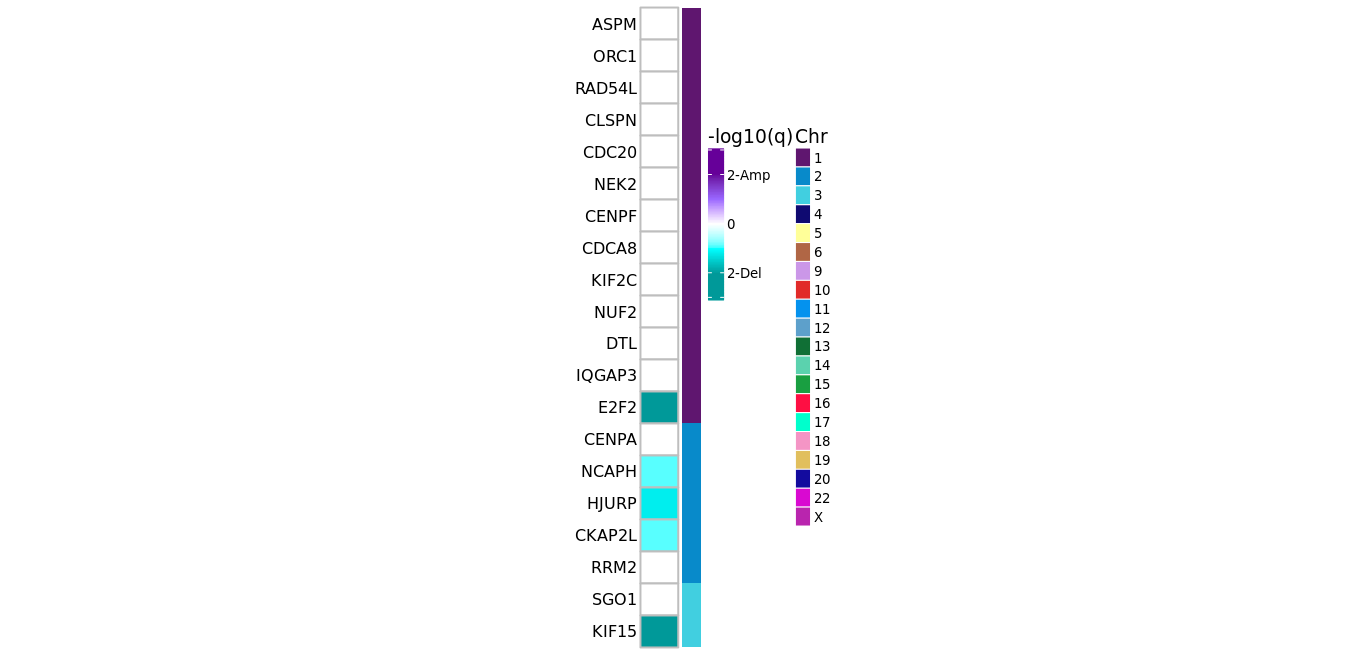 ASPM
ORC1
RAD54L
CLSPN
CDC20
NEK2
CENPF
CDCA8
KIF2C
NUF2
DTL
IQGAP3
E2F2
CENPA
NCAPH
HJURP
CKAP2L
RRM2
SGO1
KIF15
-log10(q)
2-Amp
0
2-Del
Chr
1
2
3
4
5
6
9
10
11
12
13
14
15
16
17
18
19
20
22
X